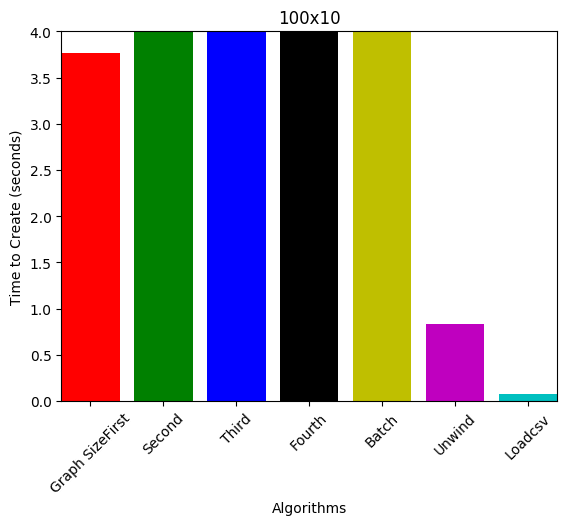 100x10
Time to Create (seconds)
4.0
3.5
3.0
2.5
2.0
1.5
1.0
0.5
0.0
Graph SizeFirst
Second
Third
Fourth
Batch
Unwind
Loadcsv
Algorithms